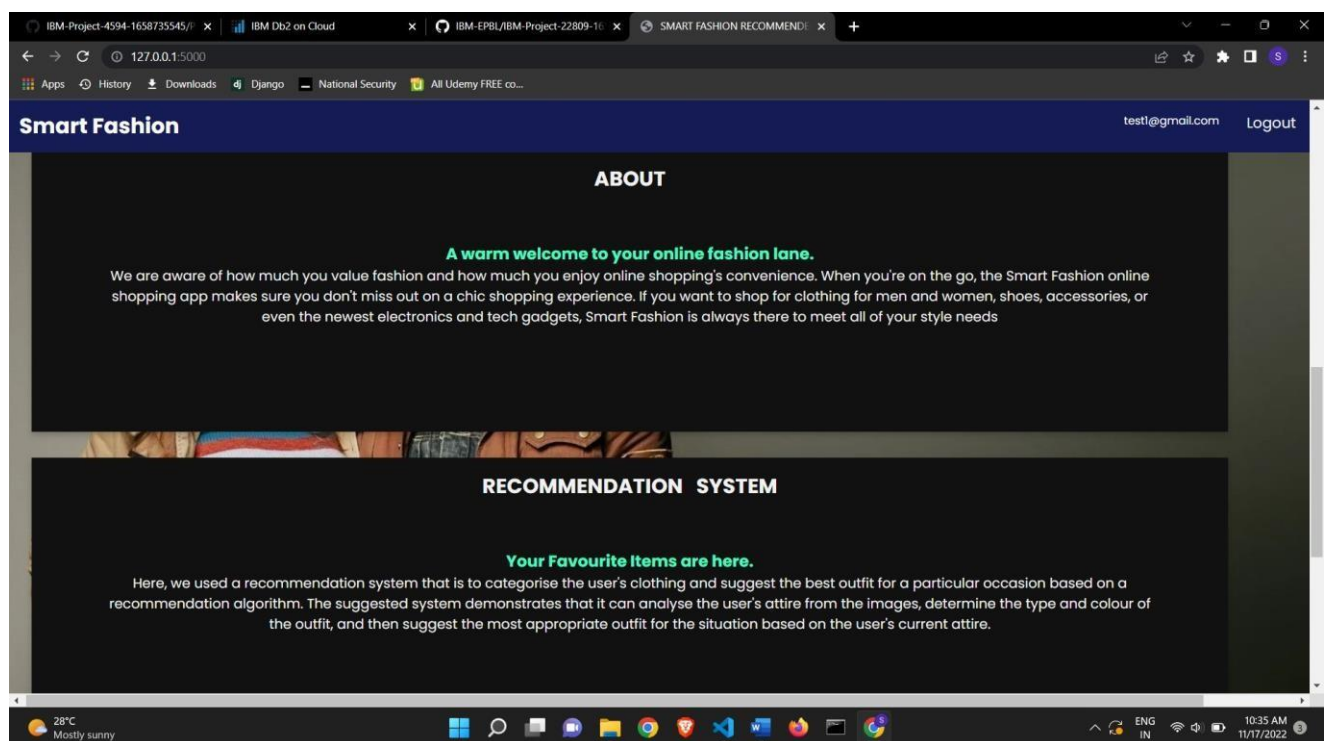 IBM-Project-4594-1658735545/F
IBM Db2 on Cloud
IBM-EPBL/IBM-Project-22809-16
SMART FASHION RECOMMENDE
127.0.0.1:5000
Apps
History
Downloads
dj
Django
National Security
All Udemy FREE co...
S
Smart Fashion
test1@gmail.com
Logout
ABOUT
A warm welcome to your online fashion lane.
We are aware of how much you value fashion and how much you enjoy online shopping's convenience. When you're on the go, the Smart Fashion online
shopping app makes sure you don't miss out on a chic shopping experience. If you want to shop for clothing for men and women, shoes, accessories, or
even the newest electronics and tech gadgets, Smart Fashion is always there to meet all of your style needs
RECOMMENDATION SYSTEM
Your Favourite Items are here.
Here, we used a recommendation system that is to categorise the user's clothing and suggest the best outfit for a particular occasion based on a
recommendation algorithm. The suggested system demonstrates that it can analyse the user's attire from the images, determine the type and colour of
the outfit, and then suggest the most appropriate outfit for the situation based on the user's current attire.
28°C
Mostly sunny
ENG
IN
10:35 AM
11/17/2022
3